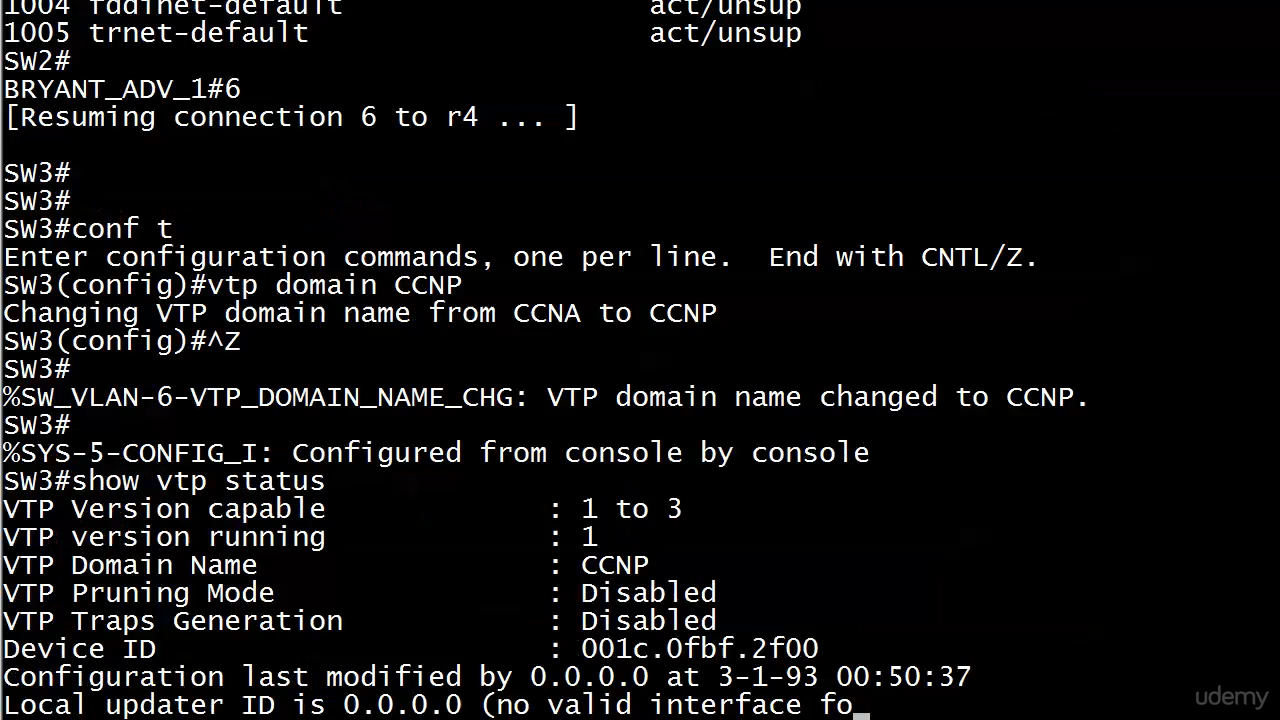 1004 fddinet-default                  act/unsup
1005 trnet-default                    act/unsup
SW2#
BRYANT_ADV_1#6
[Resuming connection 6 to r4 ... ]
SW3#
SW3#
SW3#conf t
Enter configuration commands, one per line.  End with CNTL/Z.
SW3(config)#vtp domain CCNP
Changing VTP domain name from CCNA to CCNP
SW3(config)#^Z
SW3#
%SW_VLAN-6-VTP_DOMAIN_NAME_CHG: VTP domain name changed to CCNP.
SW3#
%SYS-5-CONFIG_I: Configured from console by console
SW3#show vtp status
VTP Version capable             : 1 to 3
VTP version running             : 1
VTP Domain Name                 : CCNP
VTP Pruning Mode                : Disabled
VTP Traps Generation            : Disabled
Device ID                       : 001c.0fbf.2f00
Configuration last modified by 0.0.0.0 at 3-1-93 00:50:37
Local updater ID is 0.0.0.0 (no valid interface fo
udemy